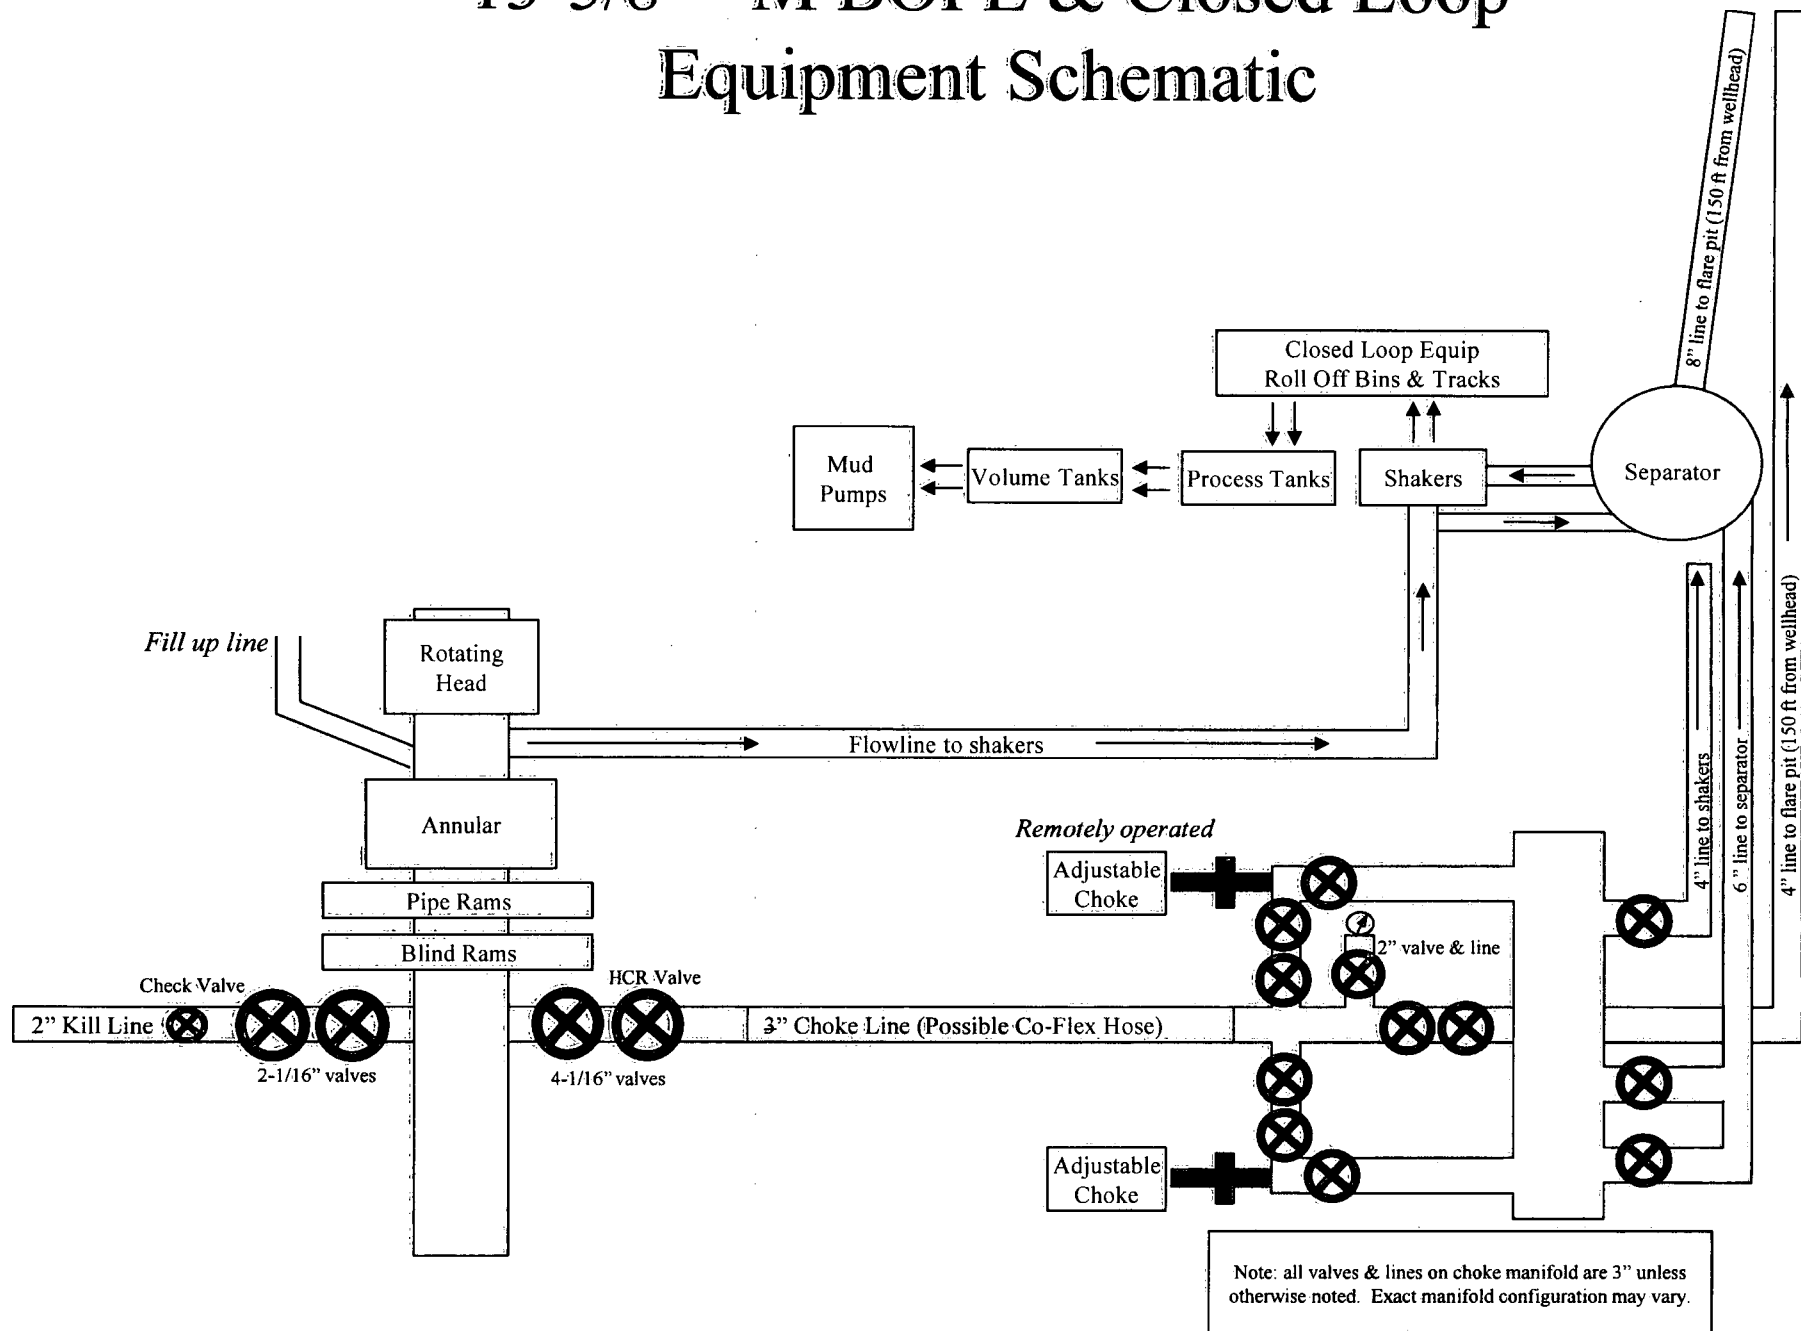 Equipment Schematic
8” line to flare pit (150 ft from wellhead)
Closed Loop Equip
Roll Off Bins & Tracks
Mud
Pumps
Volume Tanks
Process Tanks
Shakers
Separator
Fill up line
Rotating
Head
Flowline to shakers
Annular
Pipe Rams
Blind Rams
Check Valve
HCR Valve
2” Kill Line
3” Choke Line (Possible Co-Flex Hose)
2-1/16” valves
4-1/16” valves
Remotely operated
Adjustable
Choke
2” valve & line
Adjustable
Choke
4” line to shakers
6 ” line to separator
4” line to flare pit (150 ft from wellhead)
Note: all valves & lines on choke manifold are 3” unless
otherwise noted. Exact manifold configuration may vary.